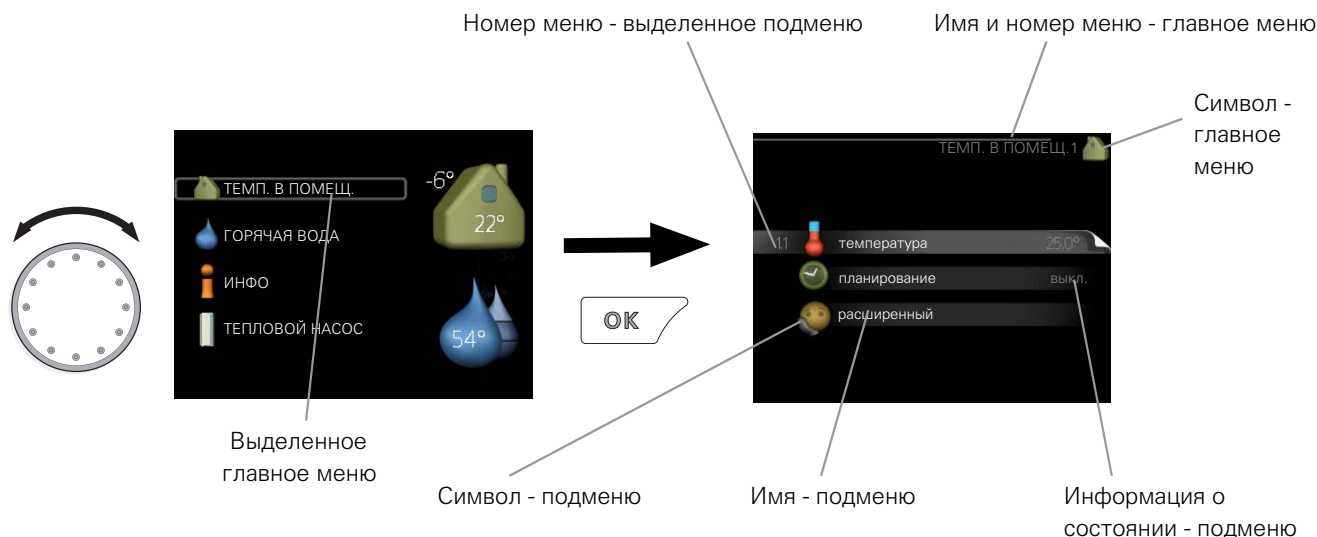 Номер меню - выделенное подменю
Имя и номер меню - главное меню
Символ -
главное
меню
ТЕМП. В ПОМЕЩ.
ГОРЯЧАЯ ВОДА
ИНФО
ТЕПЛОВОЙ НАСОС
-6°
22°
54°
OK
ТЕМП. В ПОМЕЩ.1
1.1 температура 25.0°
планирование выкл.
расширенный
Выделенное
главное меню
Символ - подменю
Имя - подменю
Информация о
состоянии - подменю